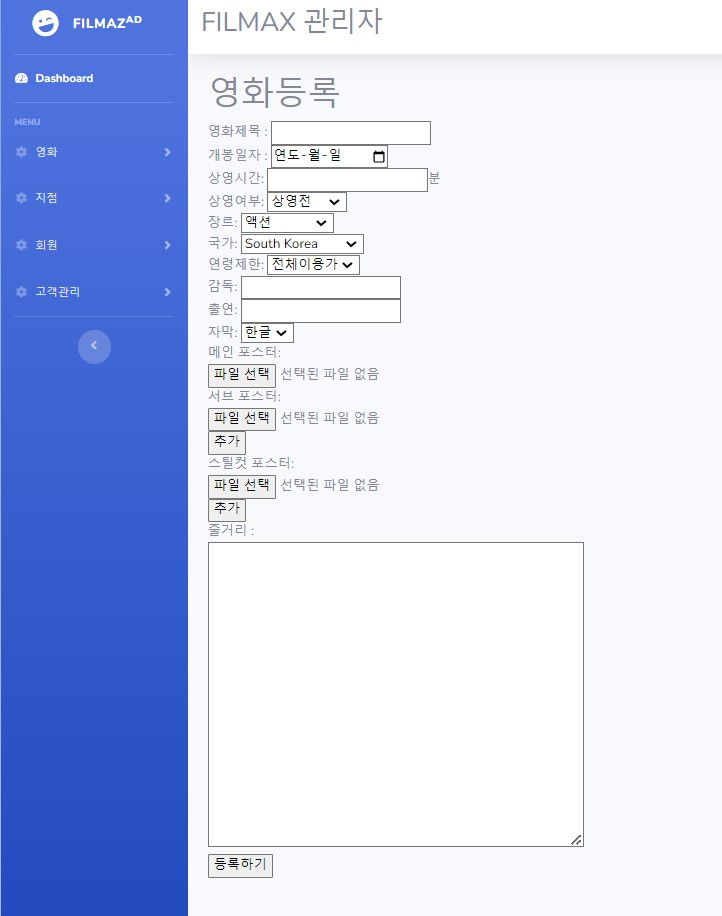 FILMAZAD
FILMAX 관리자
Dashboard
MENU
영화
지점
회원
고객관리
영화등록
영화제목 :
개봉일자 : 연도-월-일
상영시간: 분
상영여부: 상영전
장르: 액션
국가: South Korea
연령제한: 전체이용가
감독:
출연:
자막: 한글
메인 포스터:
파일 선택 선택된 파일 없음
서브 포스터:
파일 선택 선택된 파일 없음
추가
스틸컷 포스터:
파일 선택 선택된 파일 없음
추가
줄거리 :
등록하기